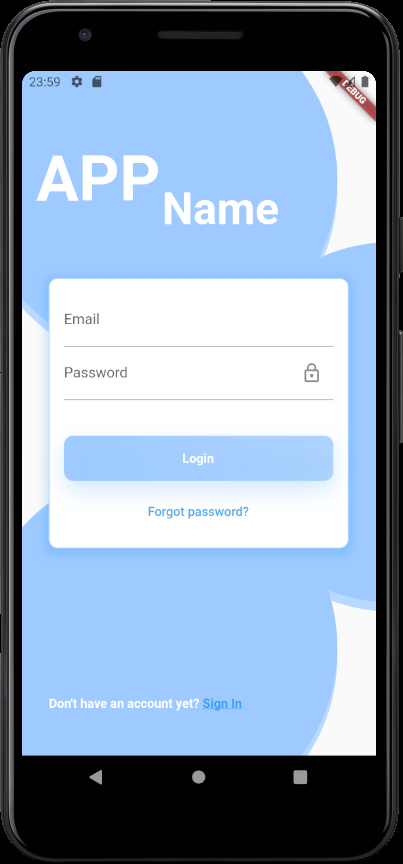 23:59
DEBUG
APP
Name
Email
Password
Login
Forgot password?
Don't have an account yet? Sign In